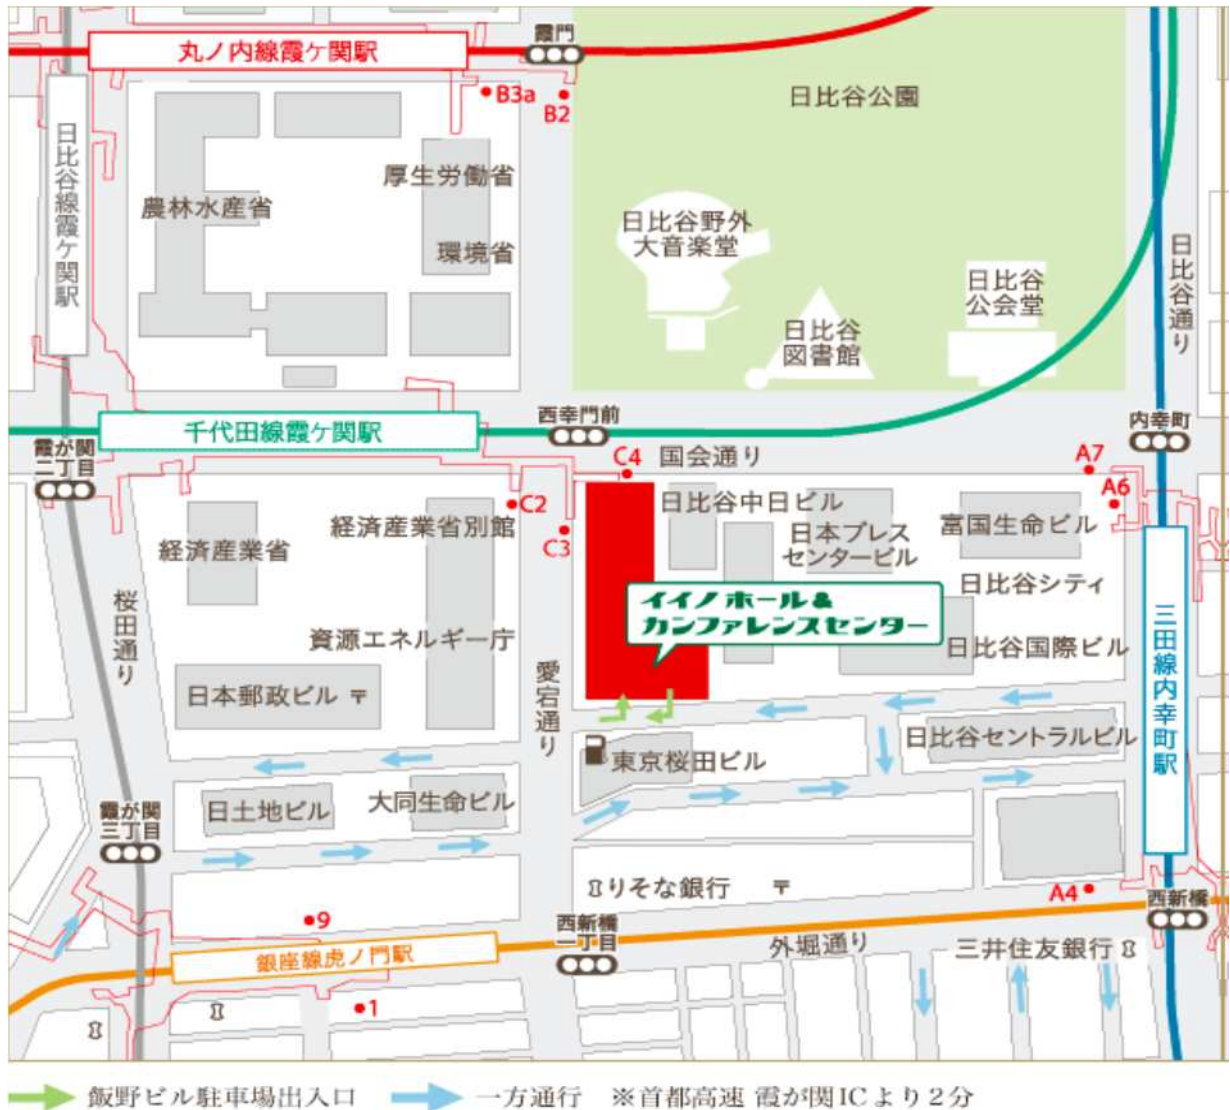 丸ノ内線霞ケ関駅
霞門
B3a
B2
日比谷公園
日比谷線霞ケ関駅
厚生労働省
農林水産省
環境省
日比谷野外
大音楽堂
日比谷
公会堂
日比谷
図書館
日比谷通り
千代田線霞ケ関駅
西幸門前
内幸町
霞が関
二丁目
国会通り
C4
A7
A6
C2
C3
経済産業省別館
経済産業省
日比谷中日ビル
日本プレス
センタービル
富国生命ビル
日比谷シティ
イイノホール&
カンファレンスセンター
桜田通り
資源エネルギー庁
日比谷国際ビル
三田線内幸町駅
日本郵政ビル 〒
愛宕通り
東京桜田ビル
日比谷セントラルビル
日土地ビル
大同生命ビル
霞が関
三丁目
りそな銀行 〒
A4
西新橋
9
西新橋
一丁目
銀座線虎ノ門駅
外堀通り
三井住友銀行
1
飯野ビル駐車場出入口 一方通行 ※首都高速 霞が関ICより2分